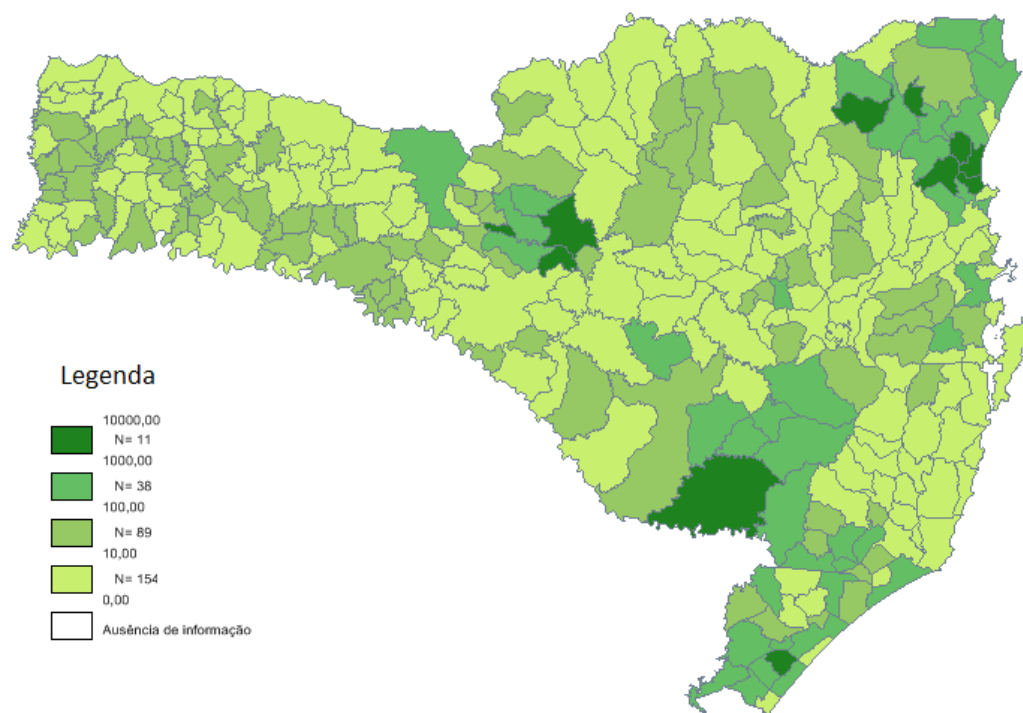 Legenda
10000,00
N= 11
1000,00
N= 38
100,00
N= 89
10,00
N= 154
0,00
Ausência de informação